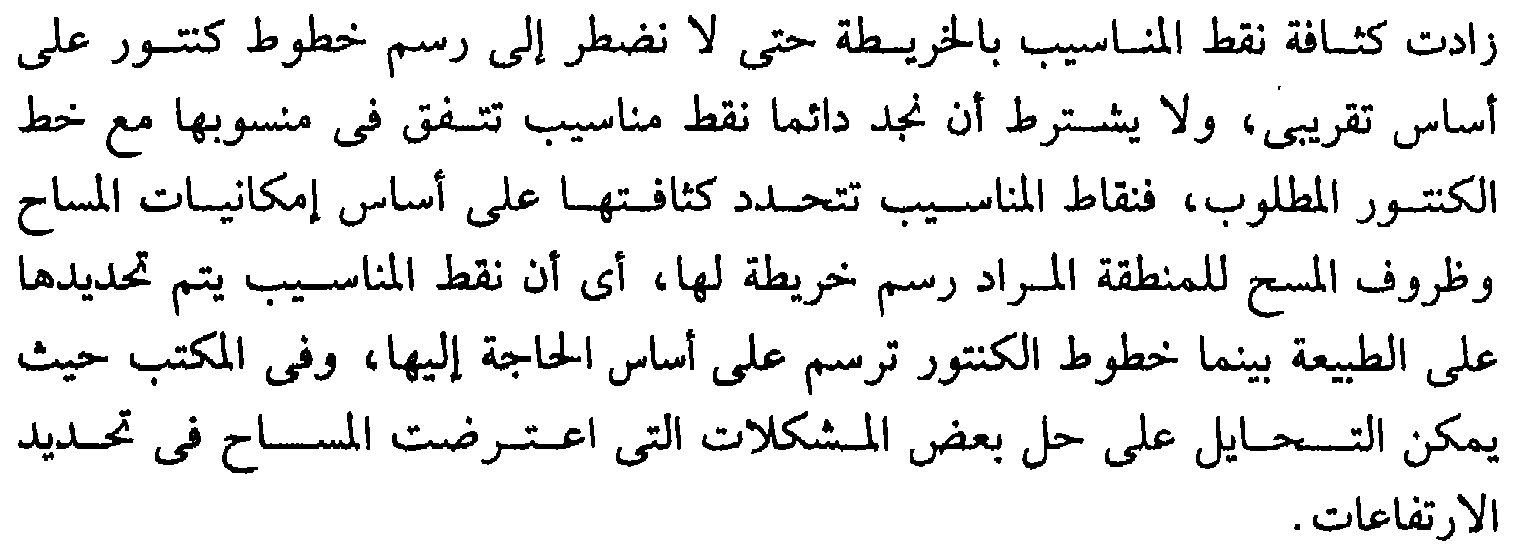 زادت كثافة نقط المناسيب بالخريطة حتى لا نضطر إلى رسم خطوط كنتور على
أساس تقريبى، ولا يشترط أن نجد دائما نقط مناسيب تتفق فى منسوبها مع خط
الكنتور المطلوب، فنقاط المناسيب تتحدد كثافتها على أساس إمكانيات المساح
وظروف المسح للمنطقة المراد رسم خريطة لها، أى أن نقط المناسيب يتم تحديدها
على الطبيعة بينما خطوط الكنتور ترسم على أساس الحاجة إليها، وفى المكتب حيث
يمكن التحايل على حل بعض المشكلات التى اعترضت المساح فى تحديد
الارتفاعات.